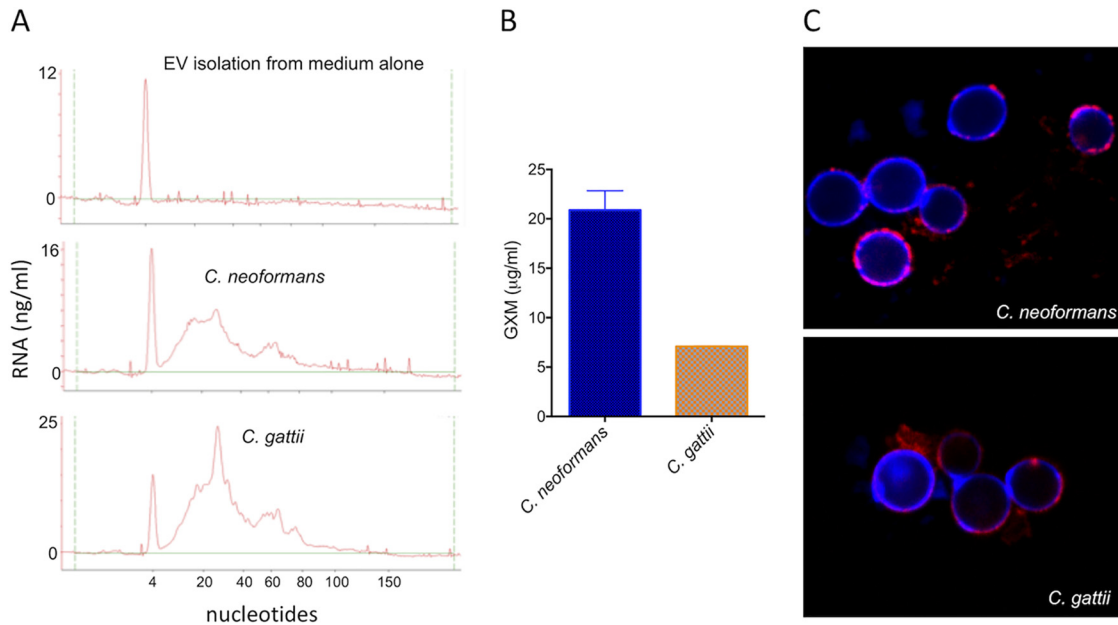 A
EV isolation from medium alone
12
0
16
C. neoformans
0
25
C. gattii
0
RNA (ng/ml)
4 20 40 60 80 100 150
nucleotides
B
25
20
15
10
5
0
GXM (µg/ml)
C. neoformans
C. gattii
C
C. neoformans
C. gattii